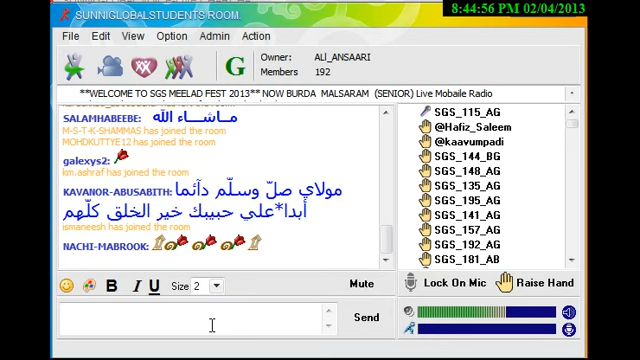 8:44:56 PM 02/04/2013
SUNNIGLOBALSTUDENTS ROOM
File Edit View Option Admin Action
G
Owner: ALI_ANSAARI
Members 192
**WELCOME TO SGS MEELAD FEST 2013** NOW BURDA MALSARAM (SENIOR) Live Mobaile Radio
SALAMHABEEBE: مـاشـاء الله
M-S-T-K-SHAMMAS has joined the room
MOHDKUTTYE12 has joined the room
galexys2:
km.ashraf has joined the room
KAVANOR-ABUSABITH: مولاي صلّ وسلّم دآئما
أبدا*علي حبيبك خير الخلق كلّهم
ismaneesh has joined the room
NACHI-MABROOK:
SGS_115_AG
@Hafiz_Saleem
@kaavumpadi
SGS_144_BG
SGS_148_AG
SGS_135_AG
SGS_195_AG
SGS_141_AG
SGS_157_AG
SGS_192_AG
SGS_181_AB
B I U Size 2 Mute
Lock On Mic Raise Hand
Send